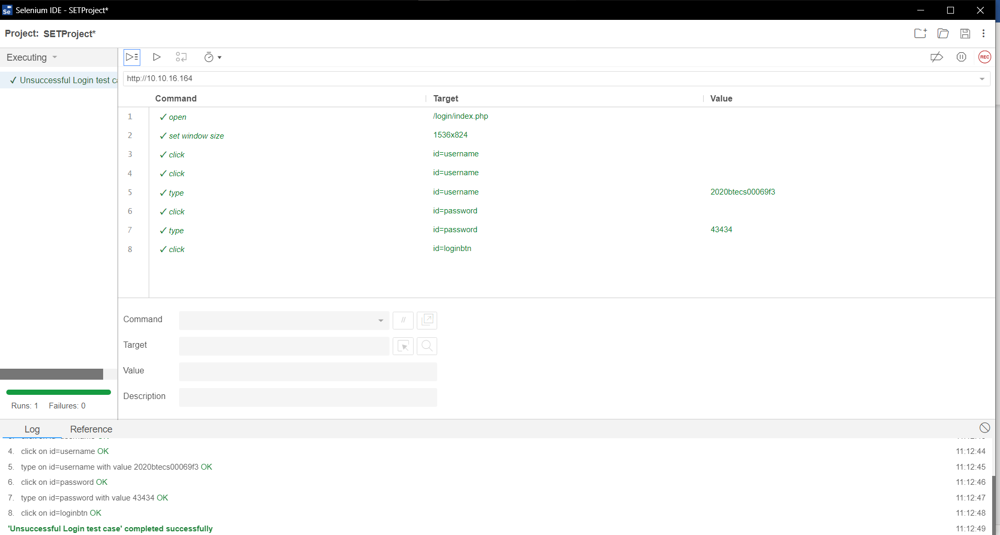 Selenium IDE - SETProject*
Project: SETProject*
Executing
REC
✓ Unsuccessful Login test ca
http://10.10.16.164
Command Target Value
1 ✓ open /login/index.php
2 ✓ set window size 1536x824
3 ✓ click id=username
4 ✓ click id=username
5 ✓ type id=username 2020btecs00069f3
6 ✓ click id=password
7 ✓ type id=password 43434
8 ✓ click id=loginbtn
Command //
Target
Value
Description
Runs: 1 Failures: 0
Log Reference
4. click on id=username OK 11:12:44
5. type on id=username with value 2020btecs00069f3 OK 11:12:45
6. click on id=password OK 11:12:46
7. type on id=password with value 43434 OK 11:12:47
8. click on id=loginbtn OK 11:12:48
'Unsuccessful Login test case' completed successfully 11:12:49